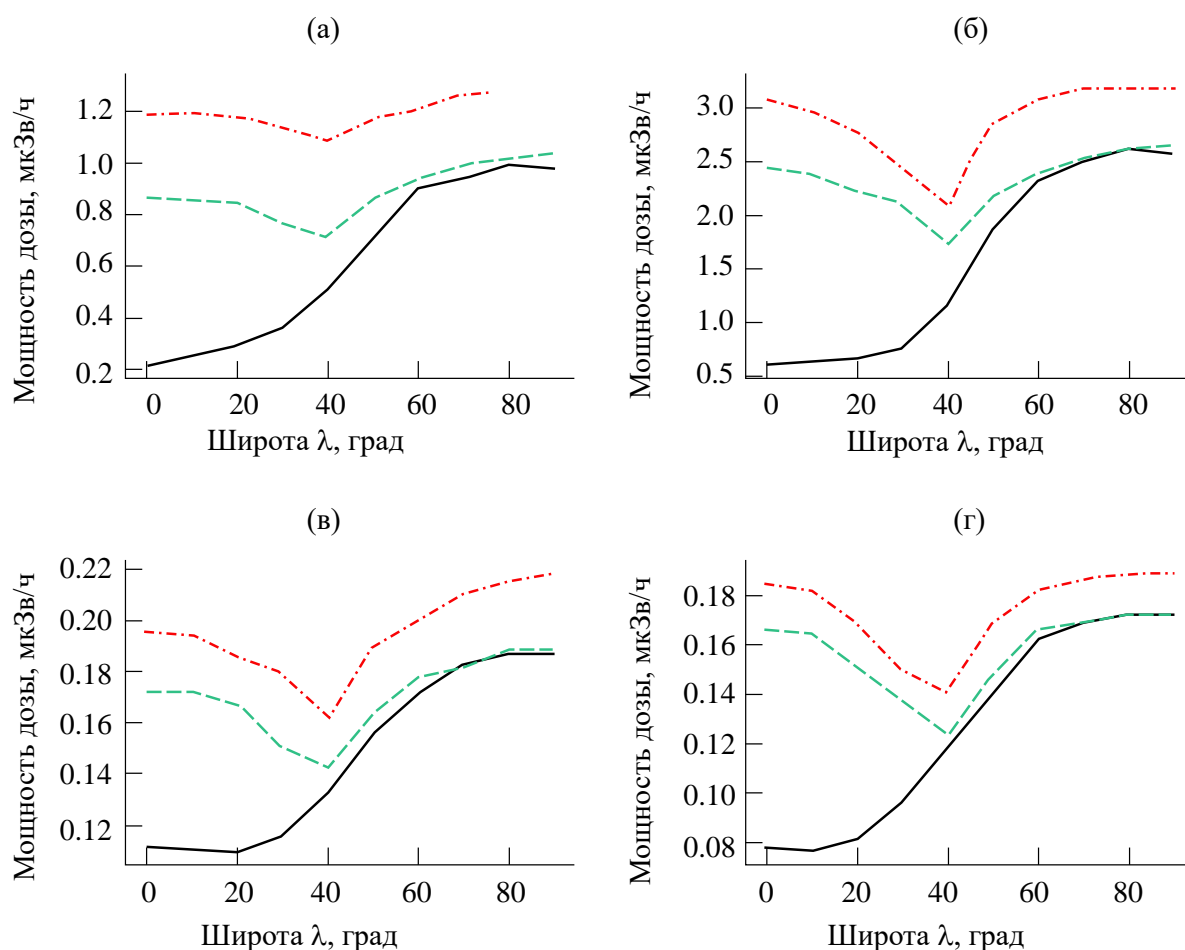 (а)
Мощность дозы, мкЗв/ч
1.2
1.0
0.8
0.6
0.4
0.2
0 20 40 60 80
Широта λ, град
(б)
Мощность дозы, мкЗв/ч
3.0
2.5
2.0
1.5
1.0
0.5
0 20 40 60 80
Широта λ, град
(в)
Мощность дозы, мкЗв/ч
0.22
0.20
0.18
0.16
0.14
0.12
0 20 40 60 80
Широта λ, град
(г)
Мощность дозы, мкЗв/ч
0.18
0.16
0.14
0.12
0.10
0.08
0 20 40 60 80
Широта λ, град